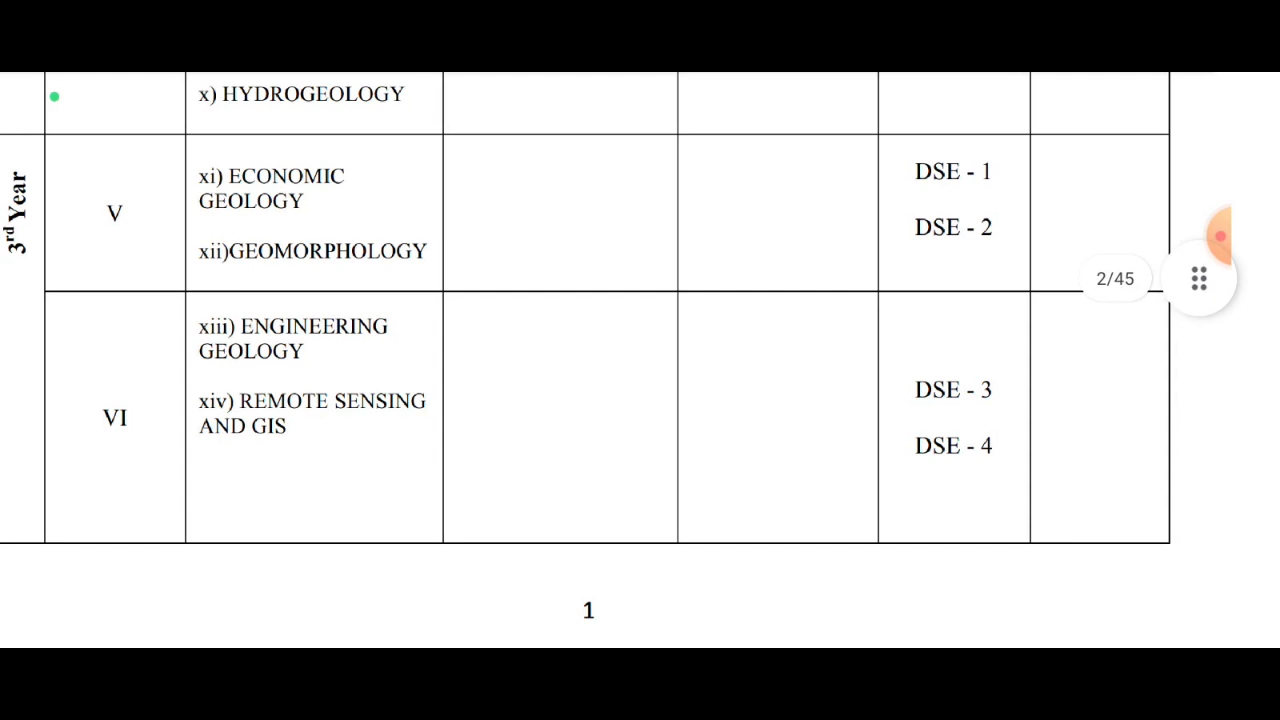 x) HYDROGEOLOGY
3rd Year
V
xi) ECONOMIC
GEOLOGY
xii)GEOMORPHOLOGY
DSE - 1
DSE - 2
2/45
VI
xiii) ENGINEERING
GEOLOGY
xiv) REMOTE SENSING
AND GIS
DSE - 3
DSE - 4
1